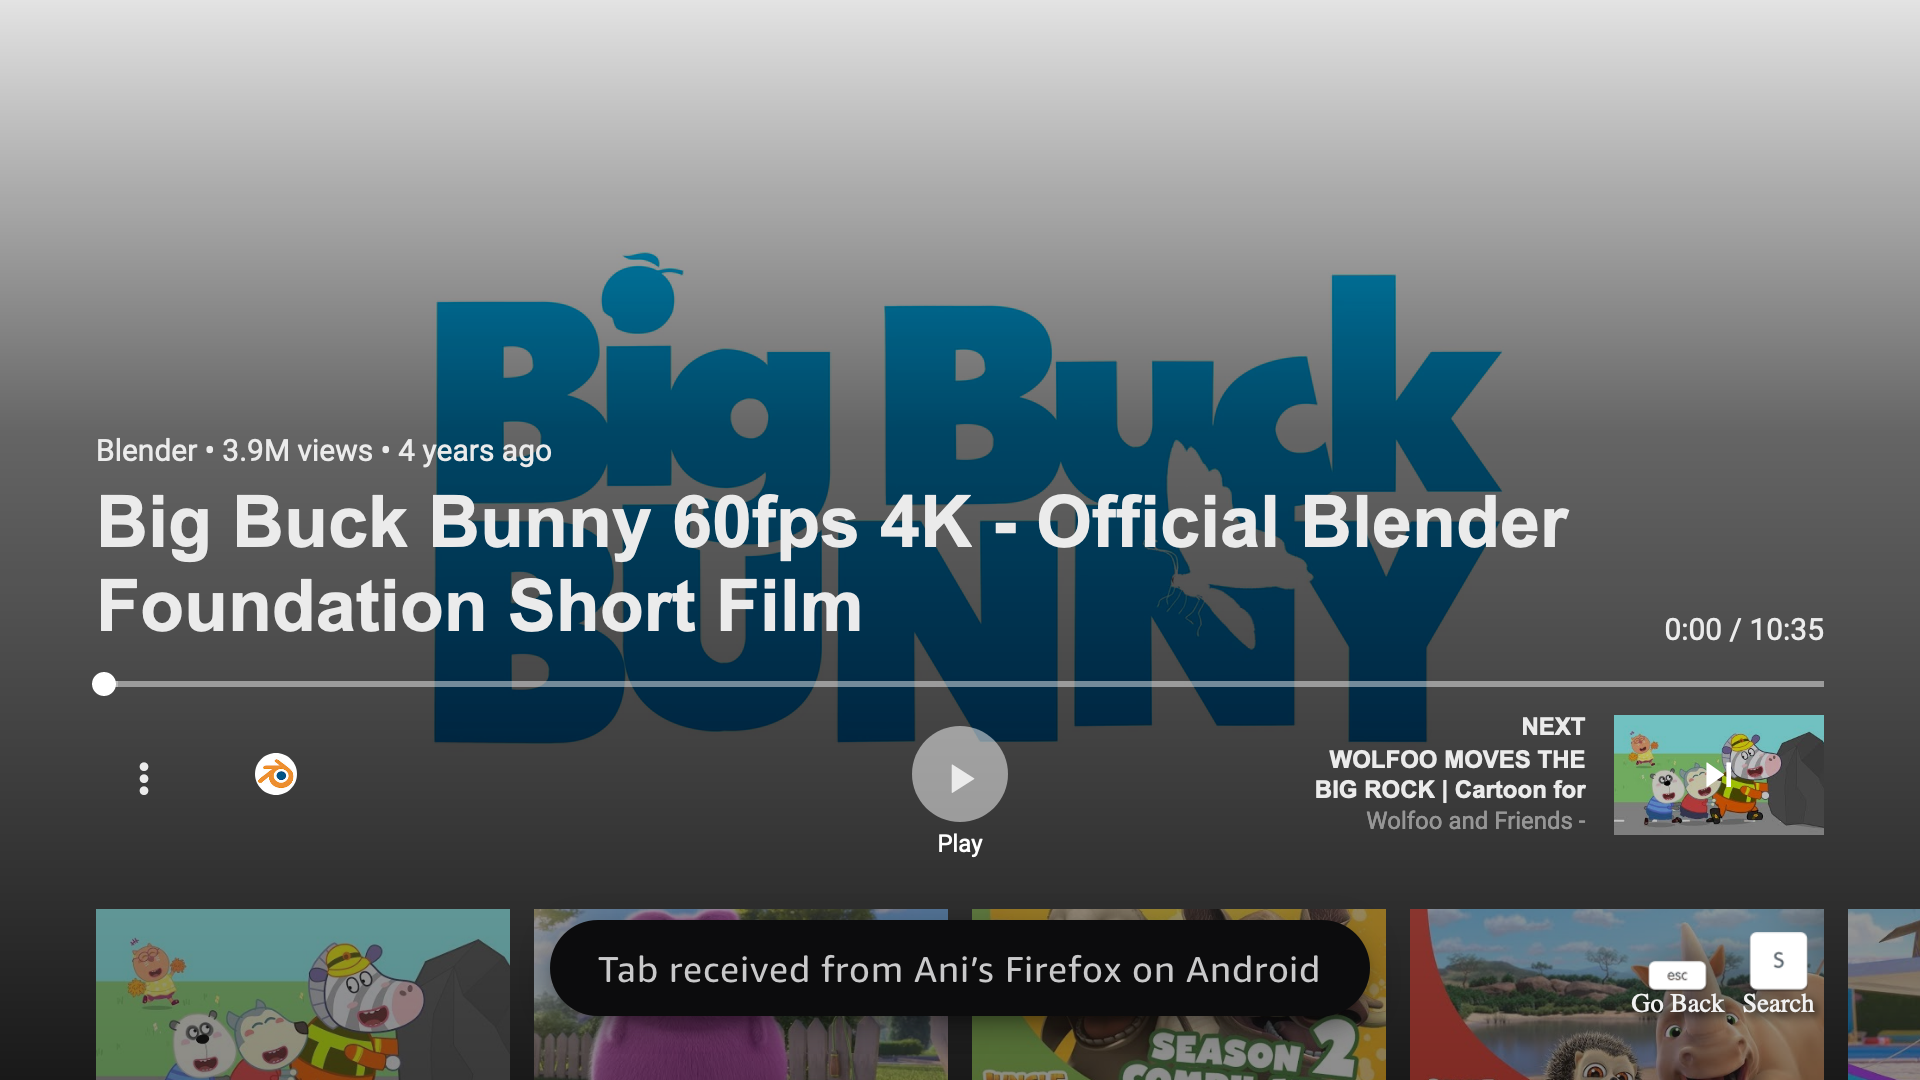 Big Buck
BUNNY
Blender • 3.9M views • 4 years ago
Big Buck Bunny 60fps 4K - Official Blender
Foundation Short Film
0:00 / 10:35
NEXT
WOLFOO MOVES THE
BIG ROCK | Cartoon for
Wolfoo and Friends -
Play
Tab received from Ani’s Firefox on Android
esc
S
Go Back
Search
SEASON 2
JUNGLE